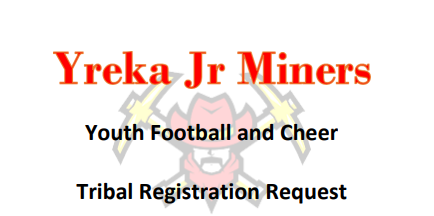 Yreka Jr Miners
Youth Football and Cheer
Tribal Registration Request